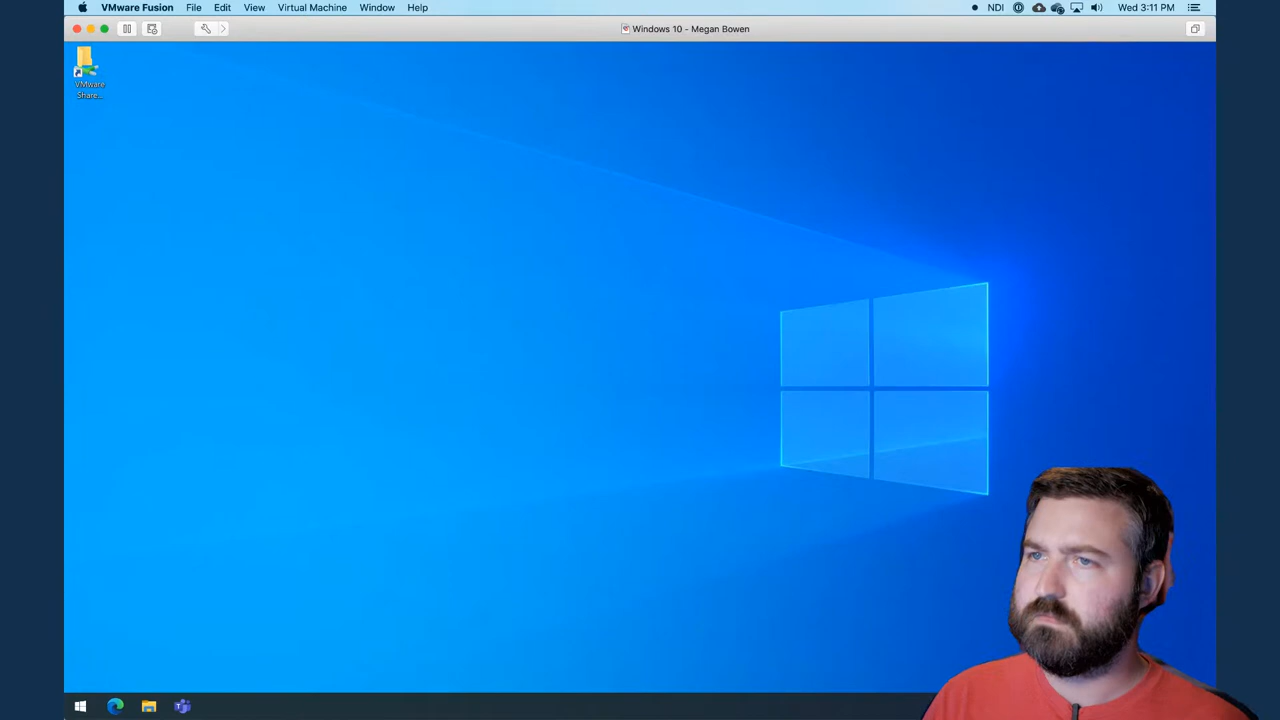 VMware Fusion File Edit View Virtual Machine Window Help NDI Wed 3:11 PM
Windows 10 - Megan Bowen
VMware
Share...